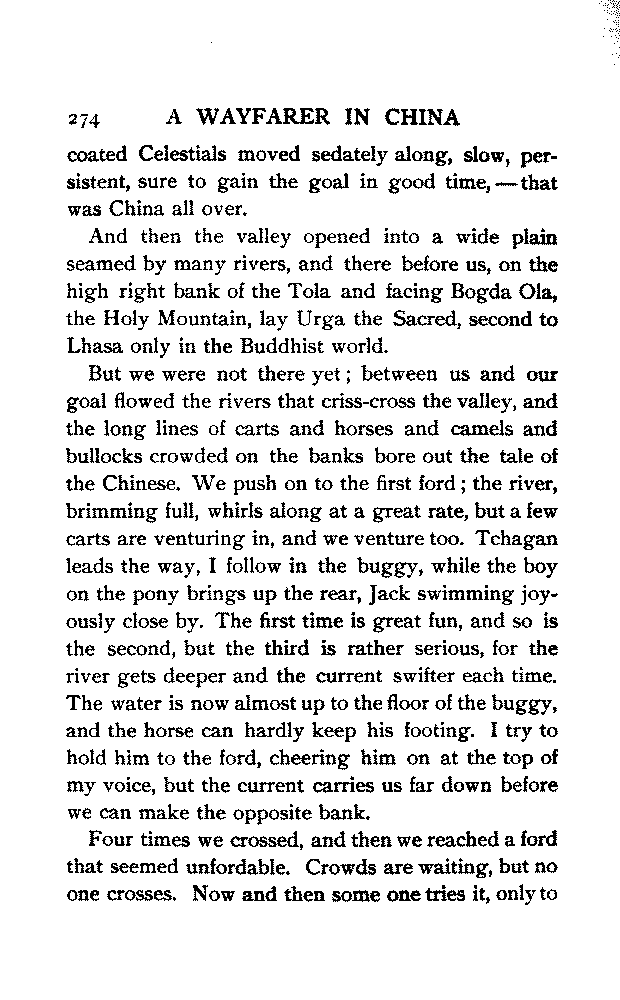 274 A WAYFARER IN CHINA
coated Celestials moved sedately along, slow, per-
sistent, sure to gain the goal in good time, — that
was China all over.
And then the valley opened into a wide plain
seamed by many rivers, and there before us, on the
high right bank of the Tola and facing Bogda Ola,
the Holy Mountain, lay Urga the Sacred, second to
Lhasa only in the Buddhist world.
But we were not there yet; between us and our
goal flowed the rivers that criss-cross the valley, and
the long lines of carts and horses and camels and
bullocks crowded on the banks bore out the tale of
the Chinese. We push on to the first ford; the river,
brimming full, whirls along at a great rate, but a few
carts are venturing in, and we venture too. Tchagan
leads the way, I follow in the buggy, while the boy
on the pony brings up the rear, Jack swimming joy-
ously close by. The first time is great fun, and so is
the second, but the third is rather serious, for the
river gets deeper and the current swifter each time.
The water is now almost up to the floor of the buggy,
and the horse can hardly keep his footing. I try to
hold him to the ford, cheering him on at the top of
my voice, but the current carries us far down before
we can make the opposite bank.
Four times we crossed, and then we reached a ford
that seemed unfordable. Crowds are waiting, but no
one crosses. Now and then some one tries it, only to